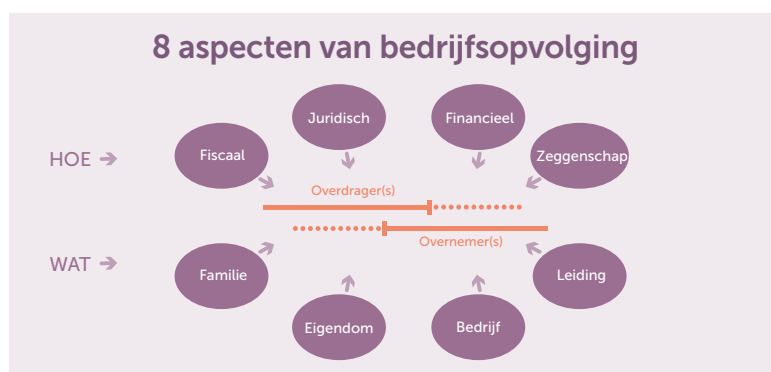 8 aspecten van bedrijfsopvolging
Juridisch
Financieel
HOE
Fiscaal
Zeggenschap
Overdrager(s)
Overnemer(s)
WAT
Familie
Leiding
Eigendom
Bedrijf